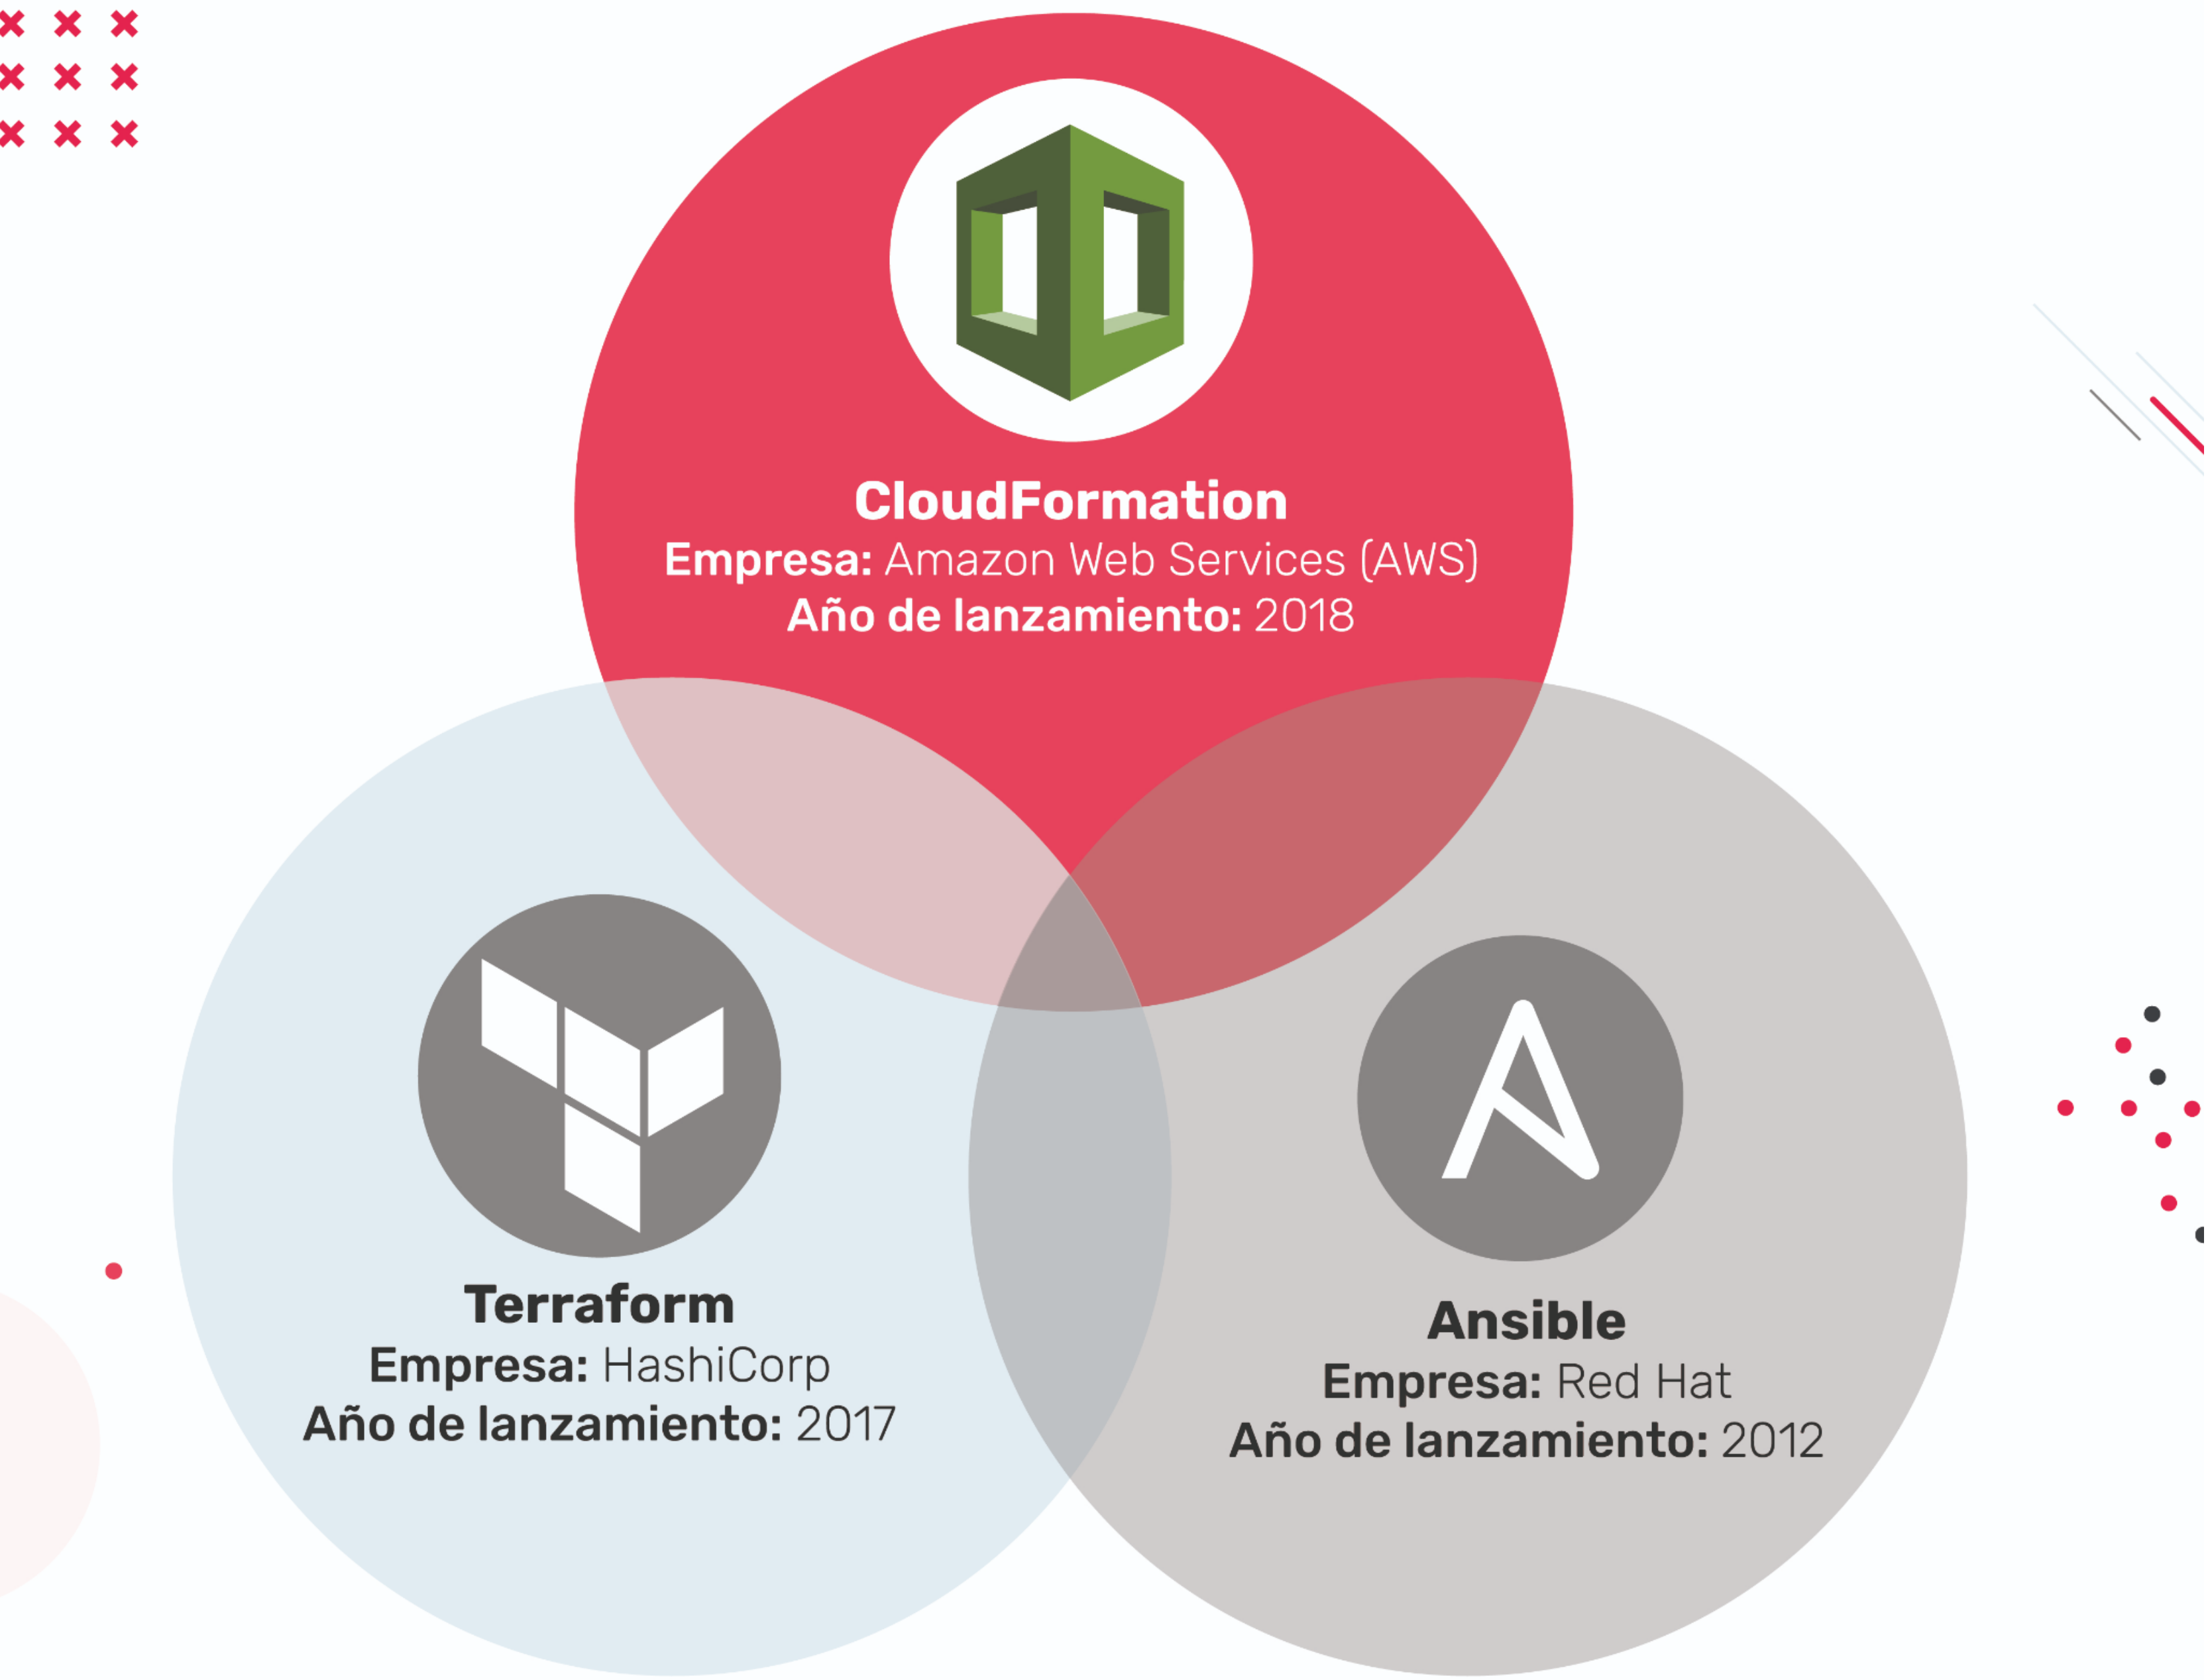 CloudFormation
Empresa: Amazon Web Services (AWS)
Año de lanzamiento: 2018
Terraform
Empresa: HashiCorp
Año de lanzamiento: 2017
Ansible
Empresa: Red Hat
Año de lanzamiento: 2012